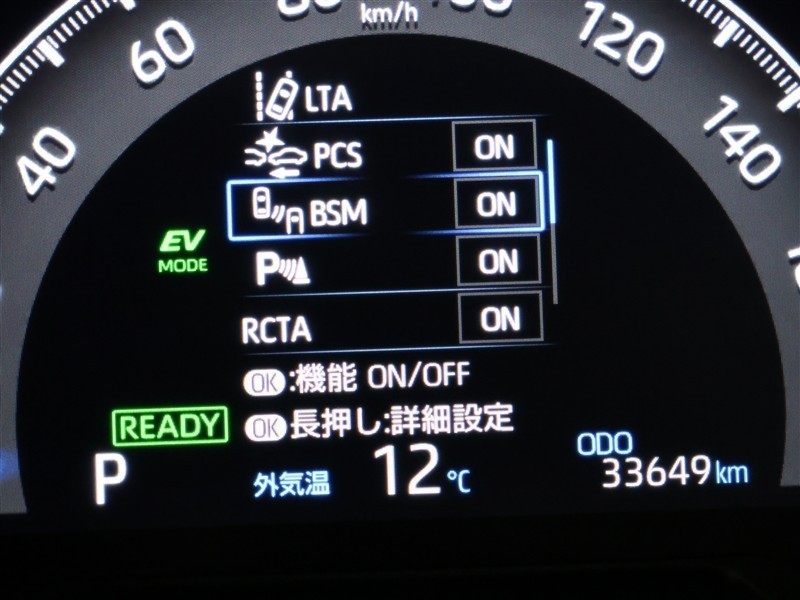 km/h
40
60
120
140
LTA
PCS ON
BSM ON
EV
MODE
P ON
RCTA ON
OK:機能 ON/OFF
READY OK長押し:詳細設定
P 外気温 12℃
ODO
33649km